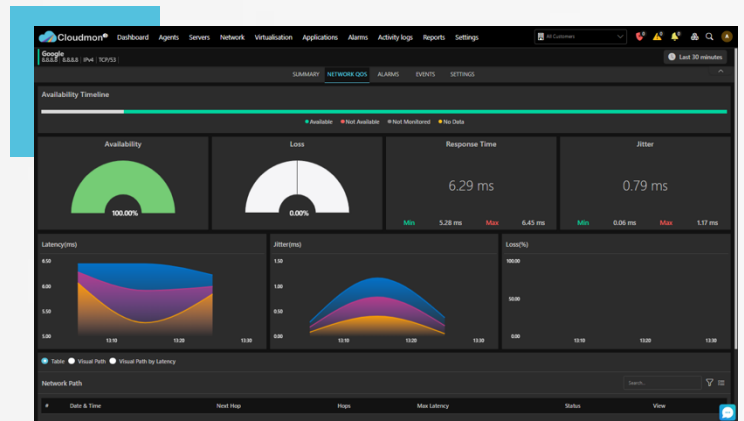 Cloudmon Dashboard Agents Servers Network Virtualisation Applications Alarms Activity logs Reports Settings All Customers
Google
8.8.8.8 | 8.8.8.8 | IPv4 | TCP/53 |
Last 30 minutes
SUMMARY NETWORK QOS ALARMS EVENTS SETTINGS
Availability Timeline
Available Not Available Not Monitored No Data
Availability
100.00%
Loss
0.00%
Response Time
6.29 ms
Min 5.28 ms Max 6.45 ms
Jitter
0.79 ms
Min 0.06 ms Max 1.17 ms
Latency(ms)
6.50
6.00
5.50
5.00
13:10 13:20 13:30
Jitter(ms)
1.50
1.00
0.50
0.00
13:10 13:20 13:30
Loss(%)
100.00
50.00
0.00
13:10 13:20 13:30
Table Visual Path Visual Path by Latency
Network Path
Search...
# Date & Time Next Hop Hops Max Latency Status View